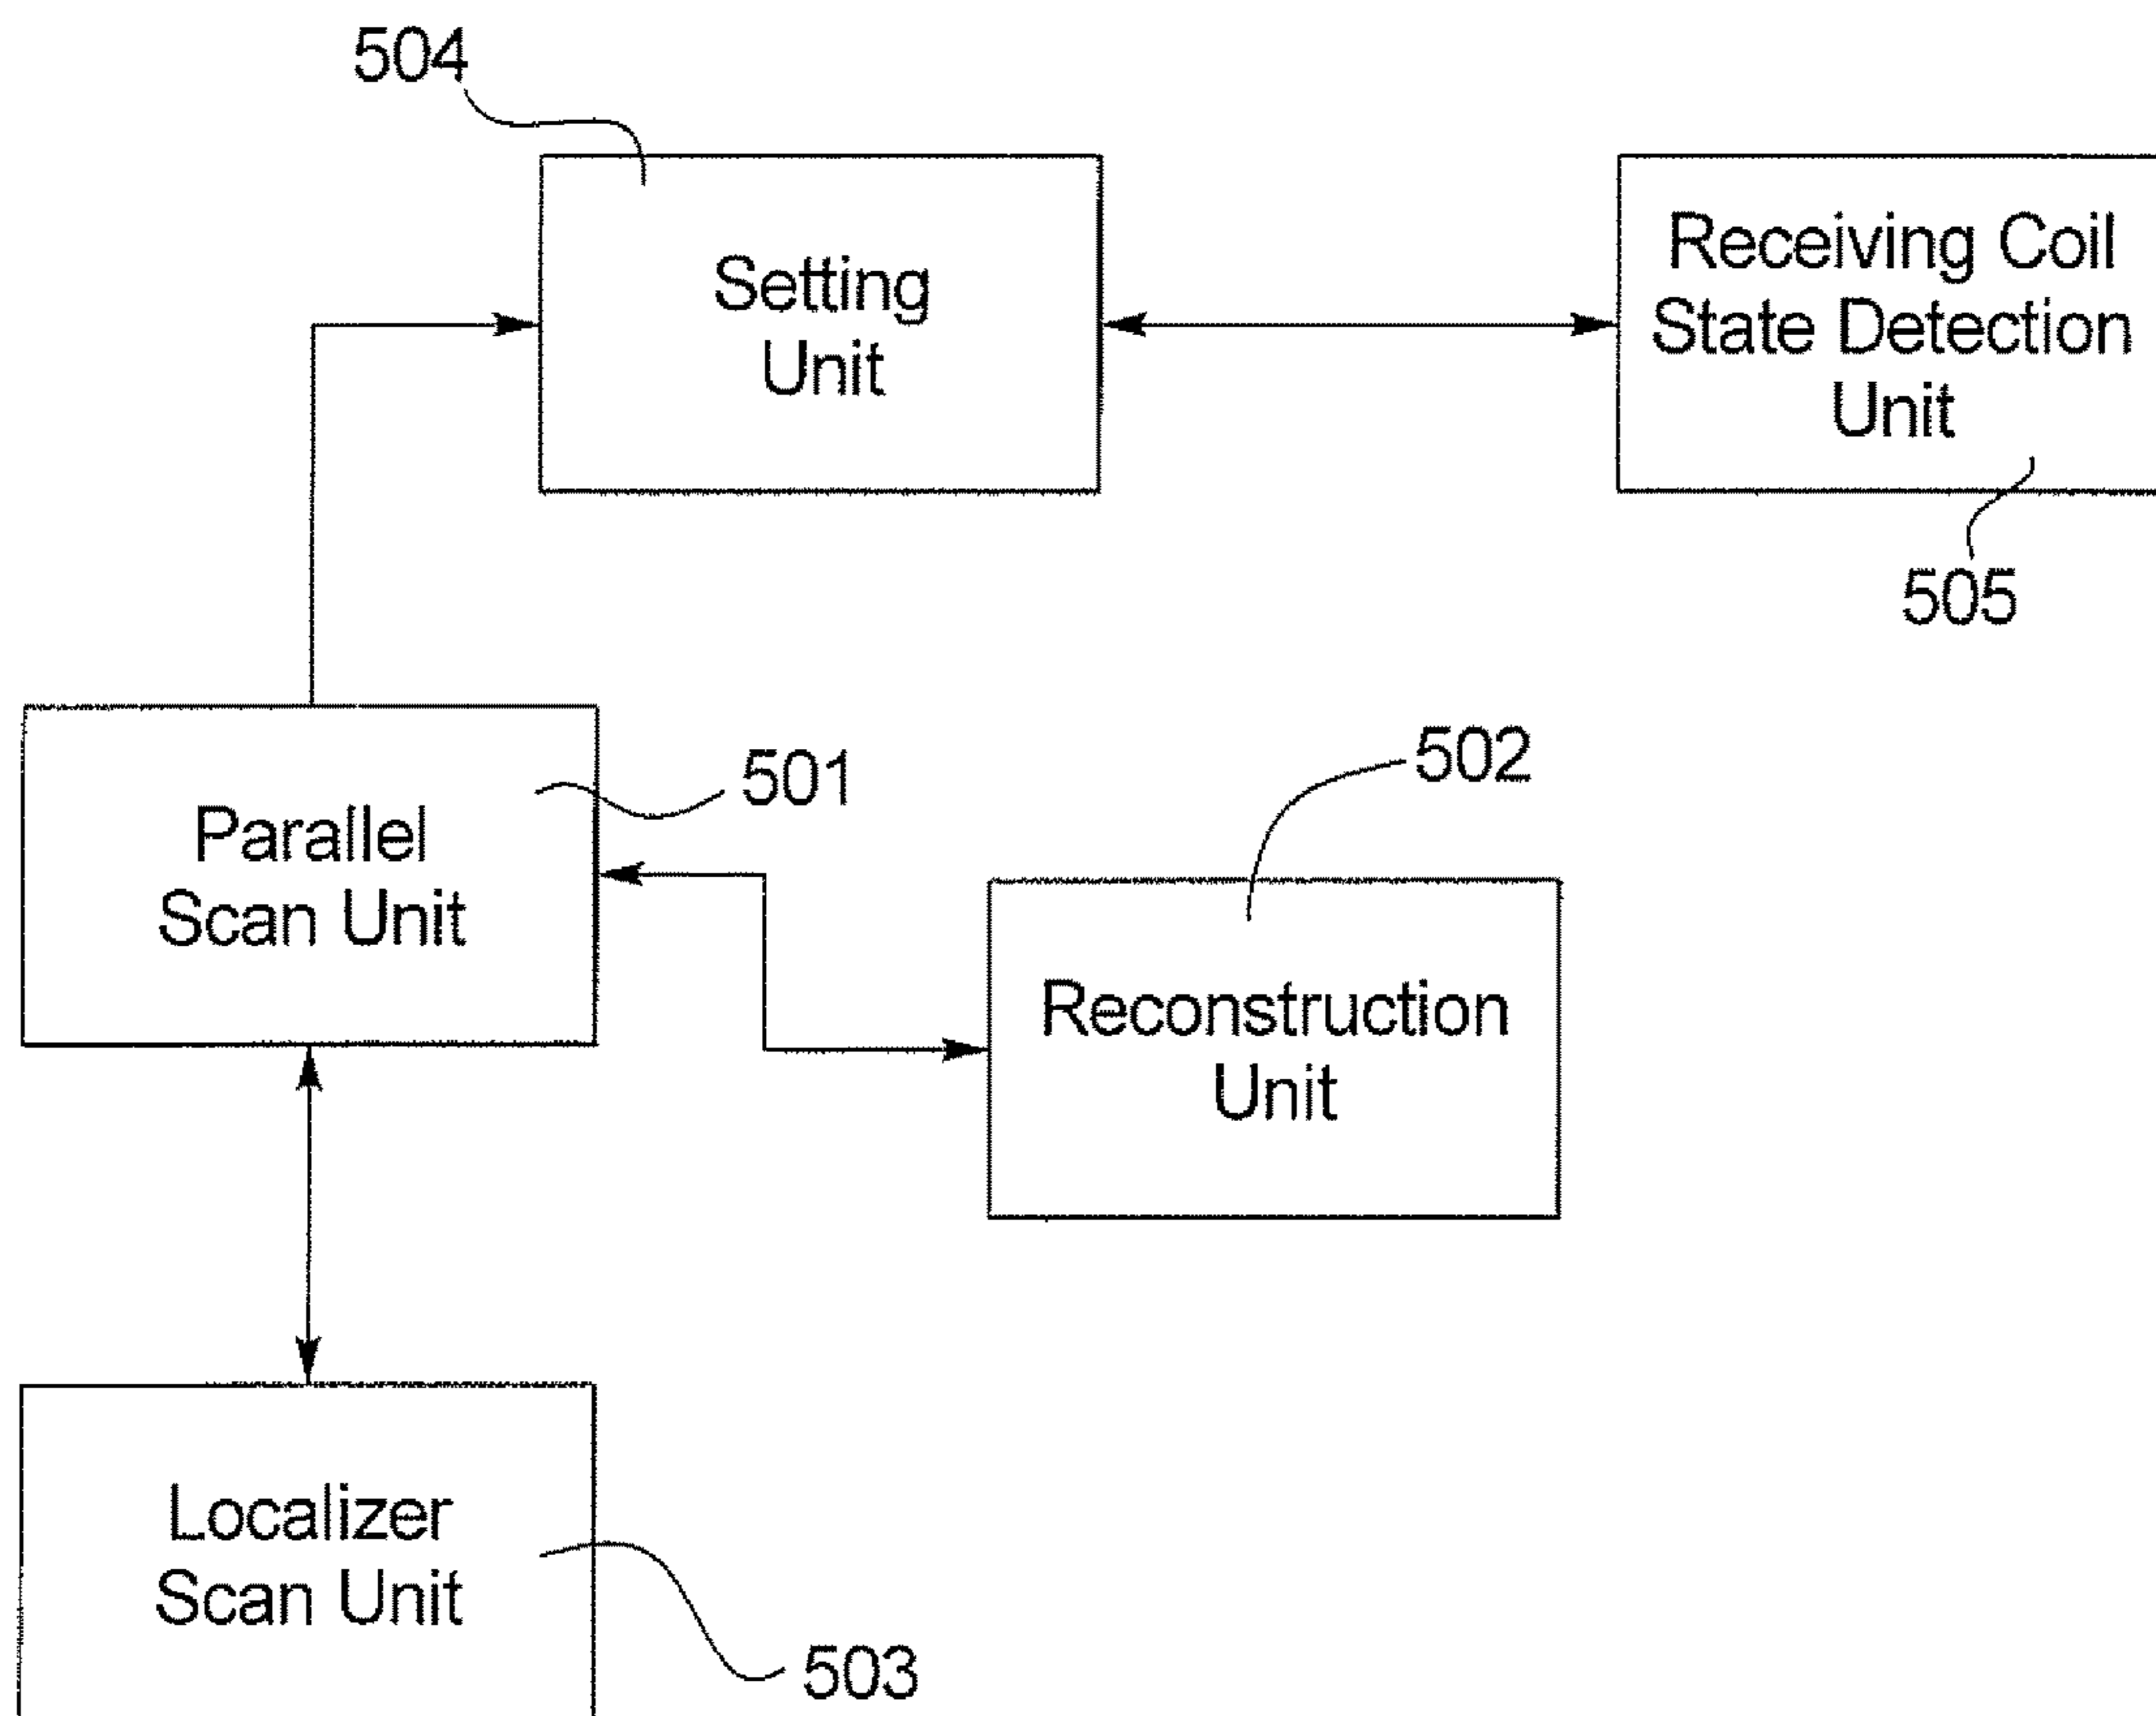 504
Setting
Unit
Receiving Coil
State Detection
Unit
505
Parallel
Scan Unit
501
502
Reconstruction
Unit
Localizer
Scan Unit
503